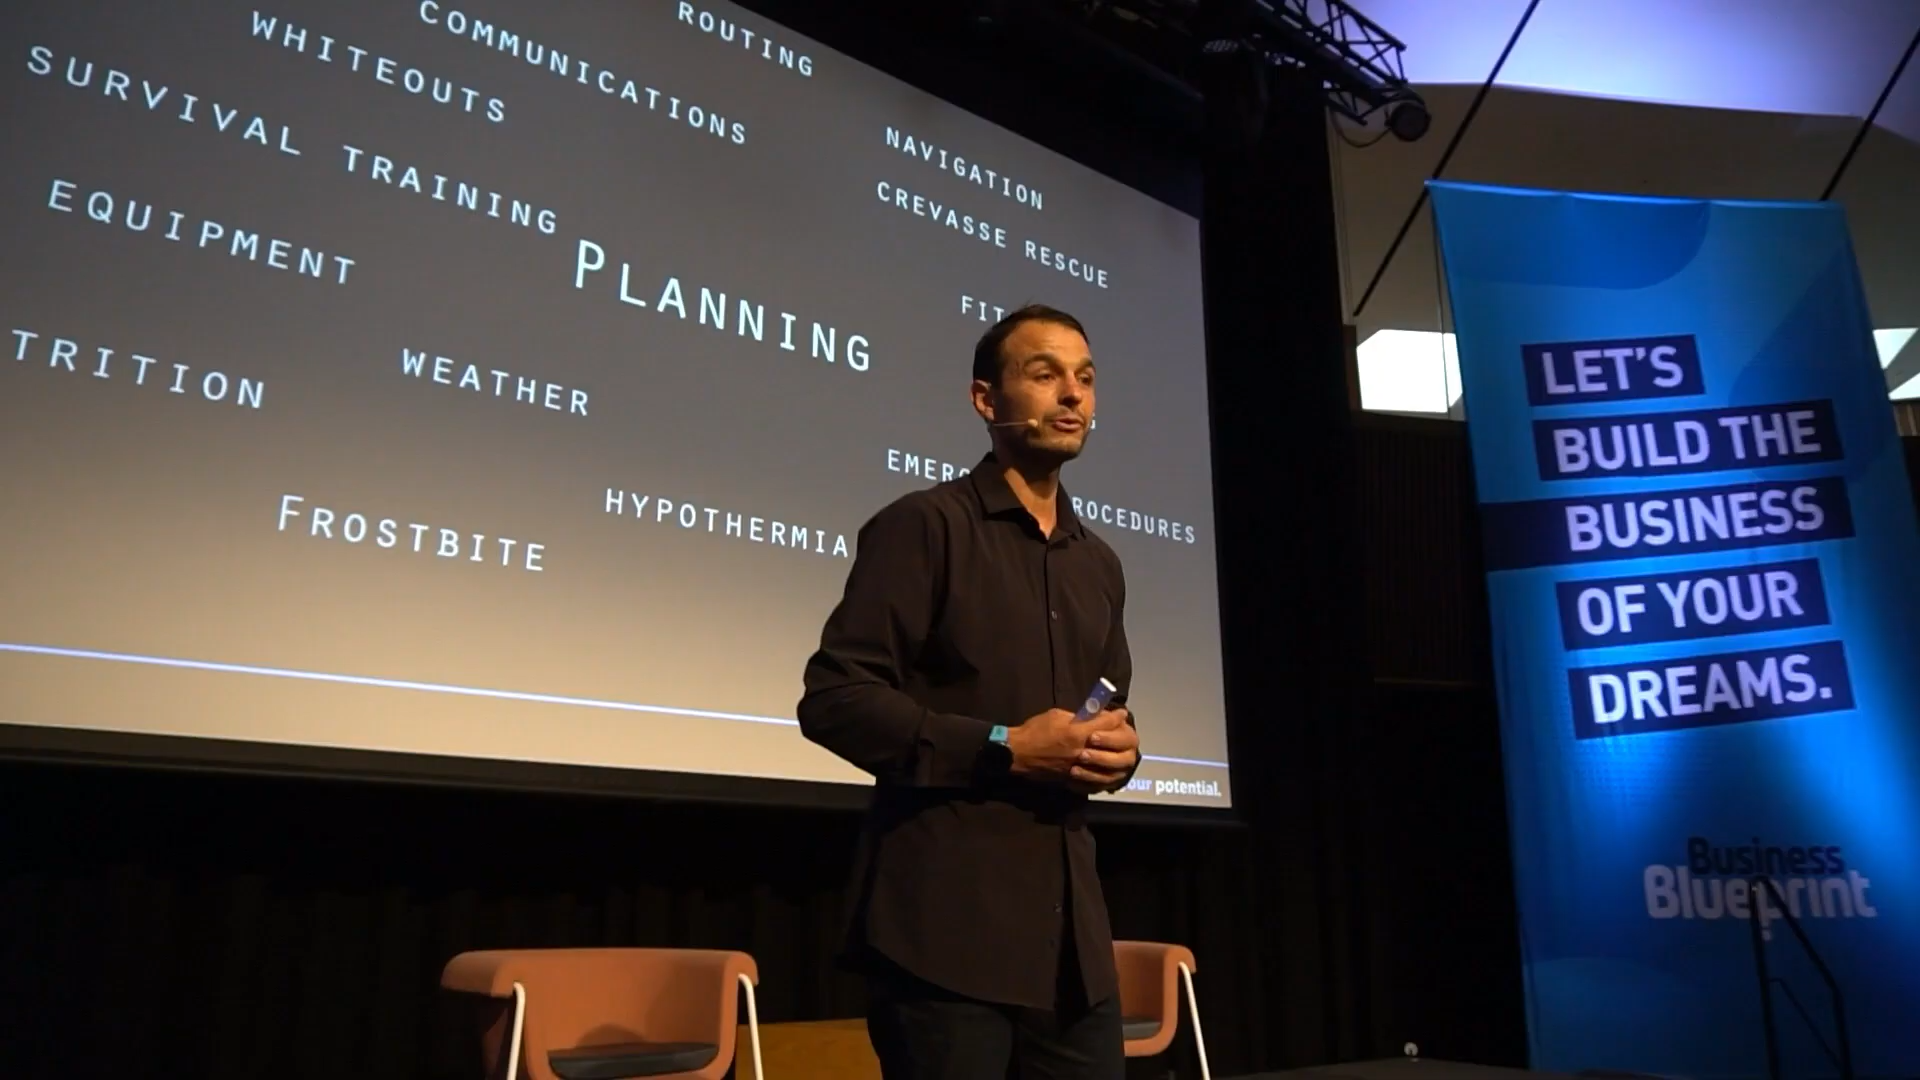 ROUTING
COMMUNICATIONS
WHITEOUTS
SURVIVAL TRAINING
NAVIGATION
CREVASSE RESCUE
EQUIPMENT
PLANNING
TRITION
WEATHER
FROSTBITE
HYPOTHERMIA
ROCEDURES
our potential.
LET'S
BUILD THE
BUSINESS
OF YOUR
DREAMS.
Business
Blueprint